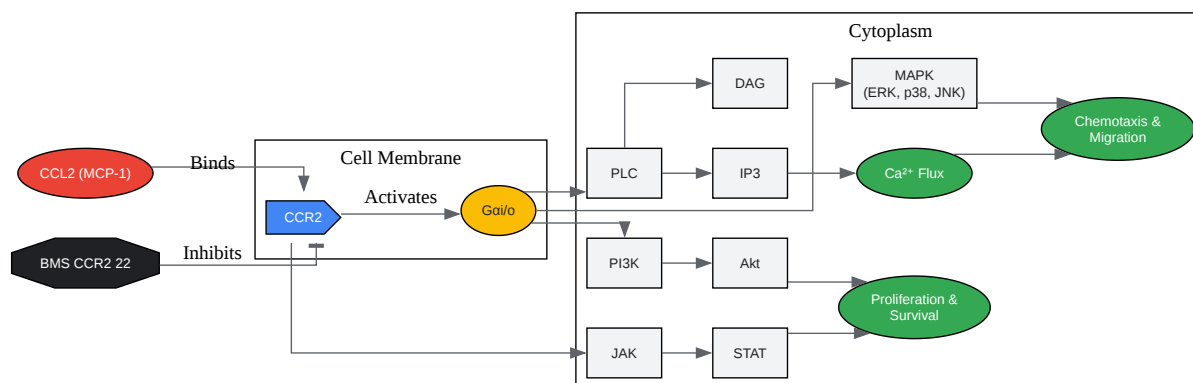 Cytoplasm
DAG
MAPK
(ERK, p38, JNK)
Chemotaxis &
Migration
Cell Membrane
CCL2 (MCP-1)
Binds
PLC
IP3
Ca²⁺ Flux
Activates
CCR2
Gαi/o
BMS CCR2 22
Inhibits
PI3K
Akt
Proliferation &
Survival
JAK
STAT